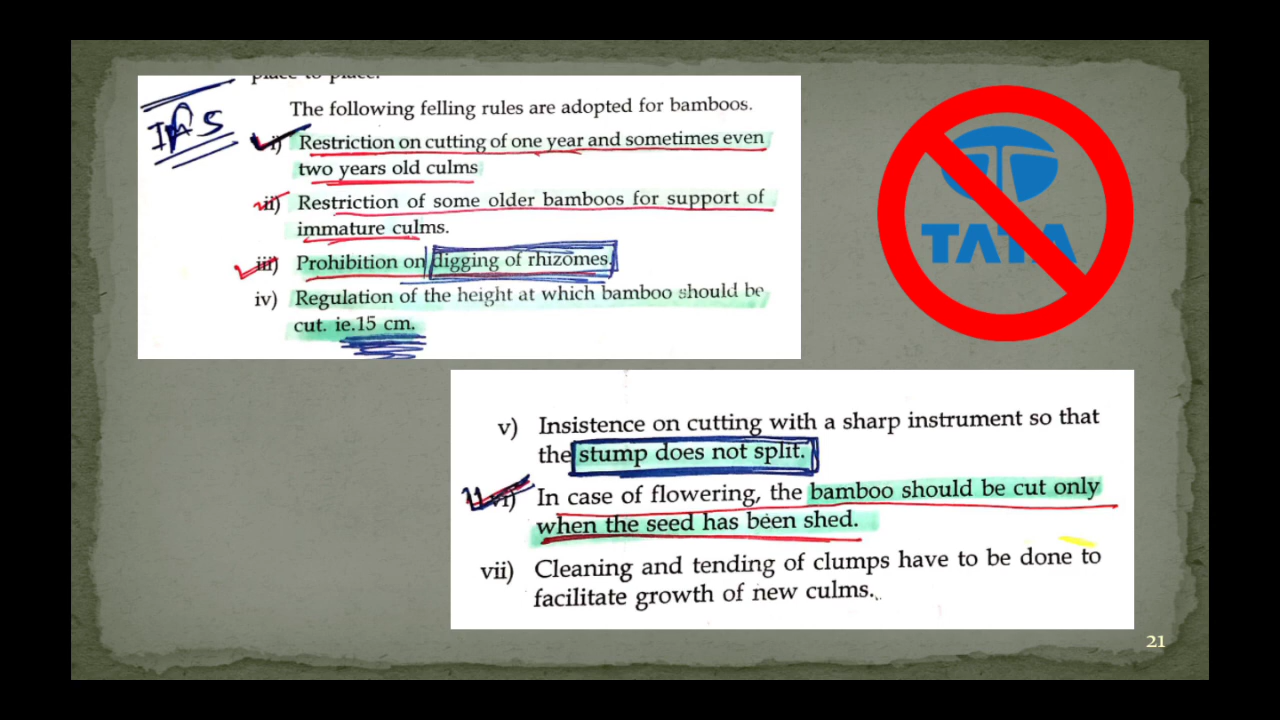 place to place.
IFS
The following felling rules are adopted for bamboos.
i) Restriction on cutting of one year and sometimes even
two years old culms
ii) Restriction of some older bamboos for support of
immature culms.
iii) Prohibition on digging of rhizomes.
iv) Regulation of the height at which bamboo should be
cut. ie.15 cm.
TATA
v) Insistence on cutting with a sharp instrument so that
the stump does not split.
vi) In case of flowering, the bamboo should be cut only
when the seed has been shed.
vii) Cleaning and tending of clumps have to be done to
facilitate growth of new culms.
21